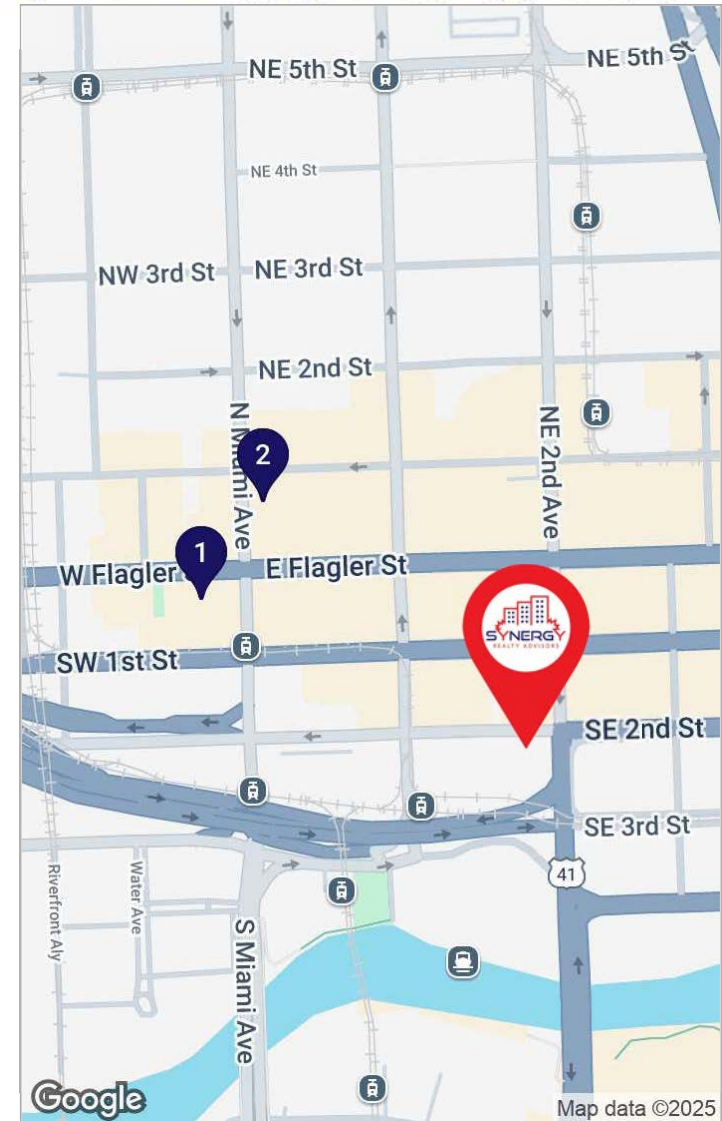 NE 5th St
NE 5th St
NE 4th St
NW 3rd St
NE 3rd St
NE 2nd St
N Miami Ave
2
NE 2nd Ave
1
W Flagler
E Flagler St
SYNERGY
REALTY ADVISORS
SW 1st St
SE 2nd St
SE 3rd St
41
Riverfront Aly
Water Ave
S Miami Ave
Google
Map data ©2025